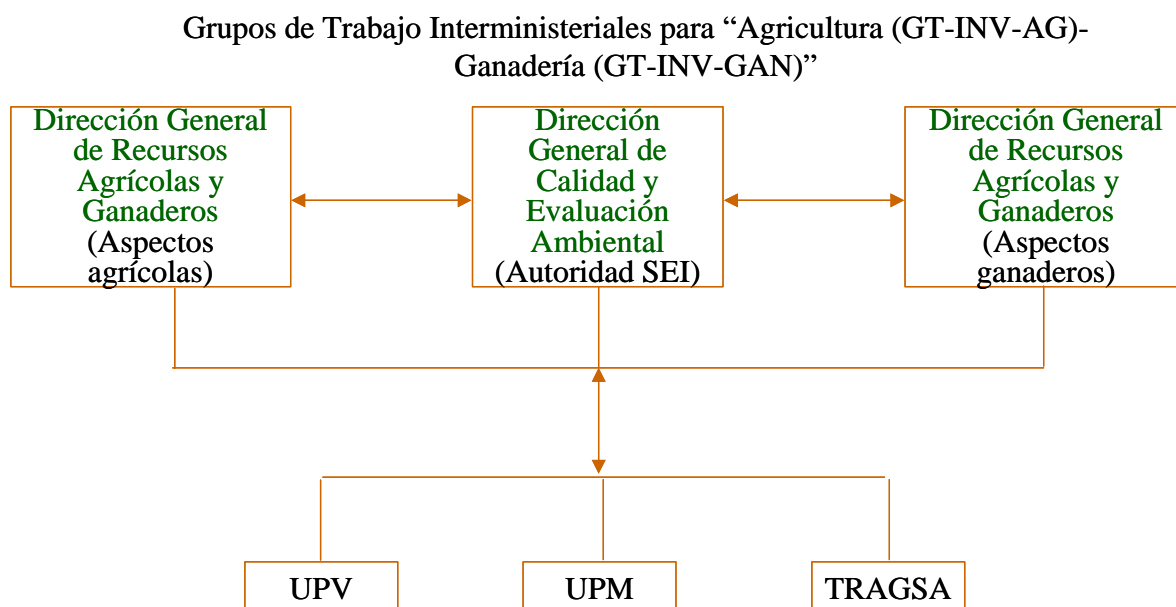 Grupos de Trabajo Interministeriales para “Agricultura (GT-INV-AG)-
Ganadería (GT-INV-GAN)”
Dirección General
de Recursos
Agrícolas y
Ganaderos
(Aspectos
agrícolas)
Dirección
General de
Calidad y
Evaluación
Ambiental
(Autoridad SEI)
Dirección General
de Recursos
Agrícolas y
Ganaderos
(Aspectos
ganaderos)
UPV
UPM
TRAGSA